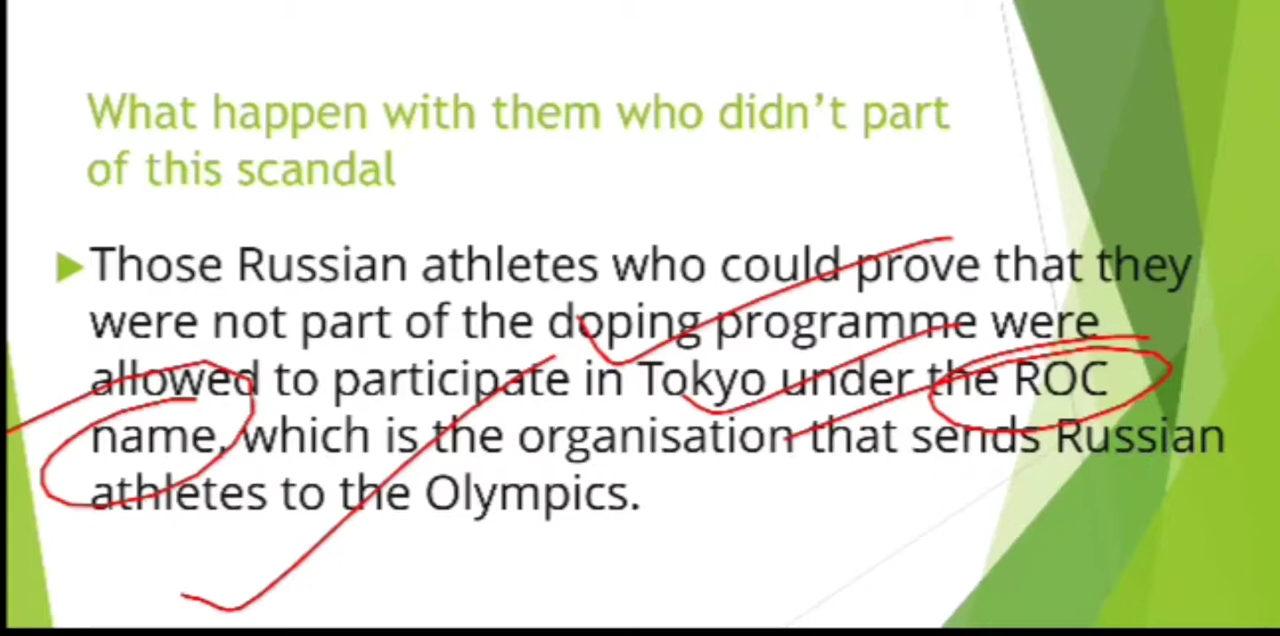 What happen with them who didn't part
of this scandal
Those Russian athletes who could prove that they
were not part of the doping programme were
allowed to participate in Tokyo under the ROC
name, which is the organisation that sends Russian
athletes to the Olympics.